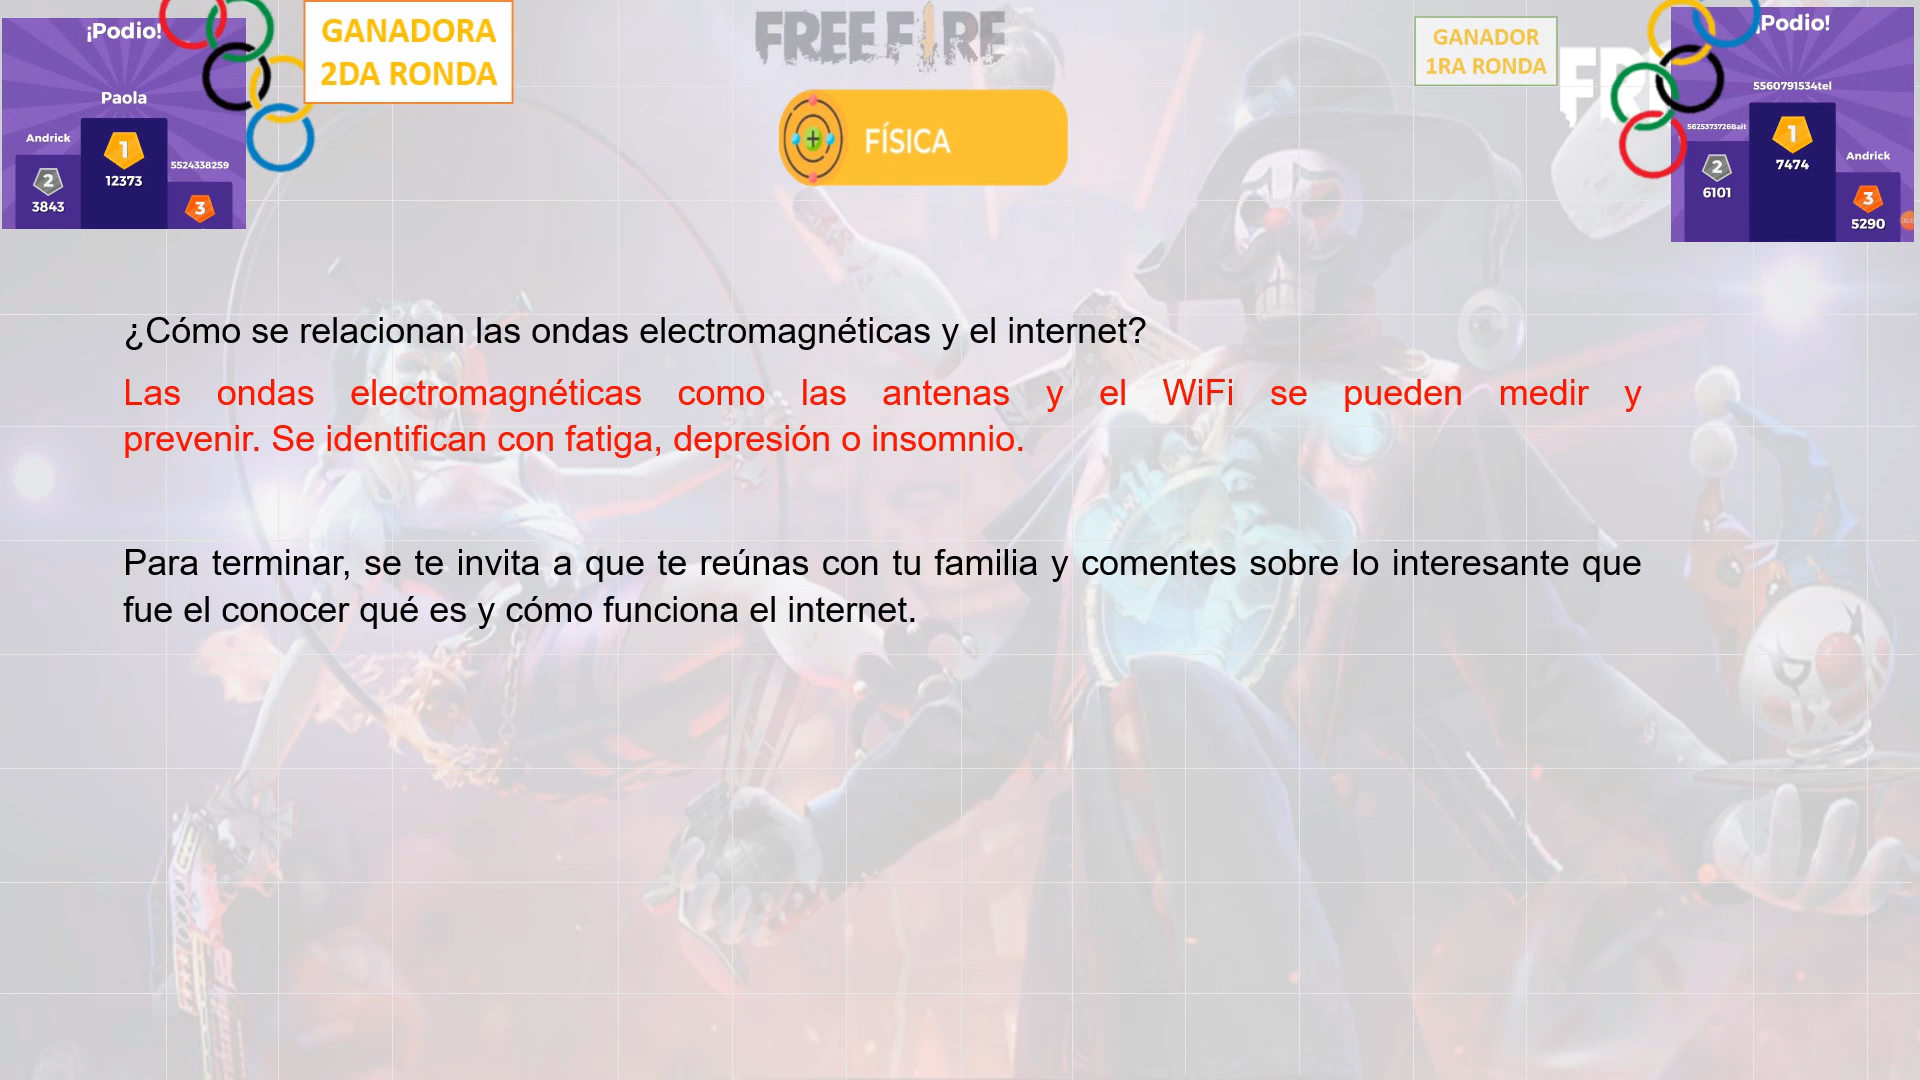 ¡Podio!
Paola
Andrick
1
12373
5524338259
2
3843
3
GANADORA
2DA RONDA
FREE FIRE
FÍSICA
GANADOR
1RA RONDA
FR
¡Podio!
5560791534tel
1
7474
2
6101
Andrick
3
5290
¿Cómo se relacionan las ondas electromagnéticas y el internet?
Las ondas electromagnéticas como las antenas y el WiFi se pueden medir y
prevenir. Se identifican con fatiga, depresión o insomnio.
Para terminar, se te invita a que te reúnas con tu familia y comentes sobre lo interesante que
fue el conocer qué es y cómo funciona el internet.